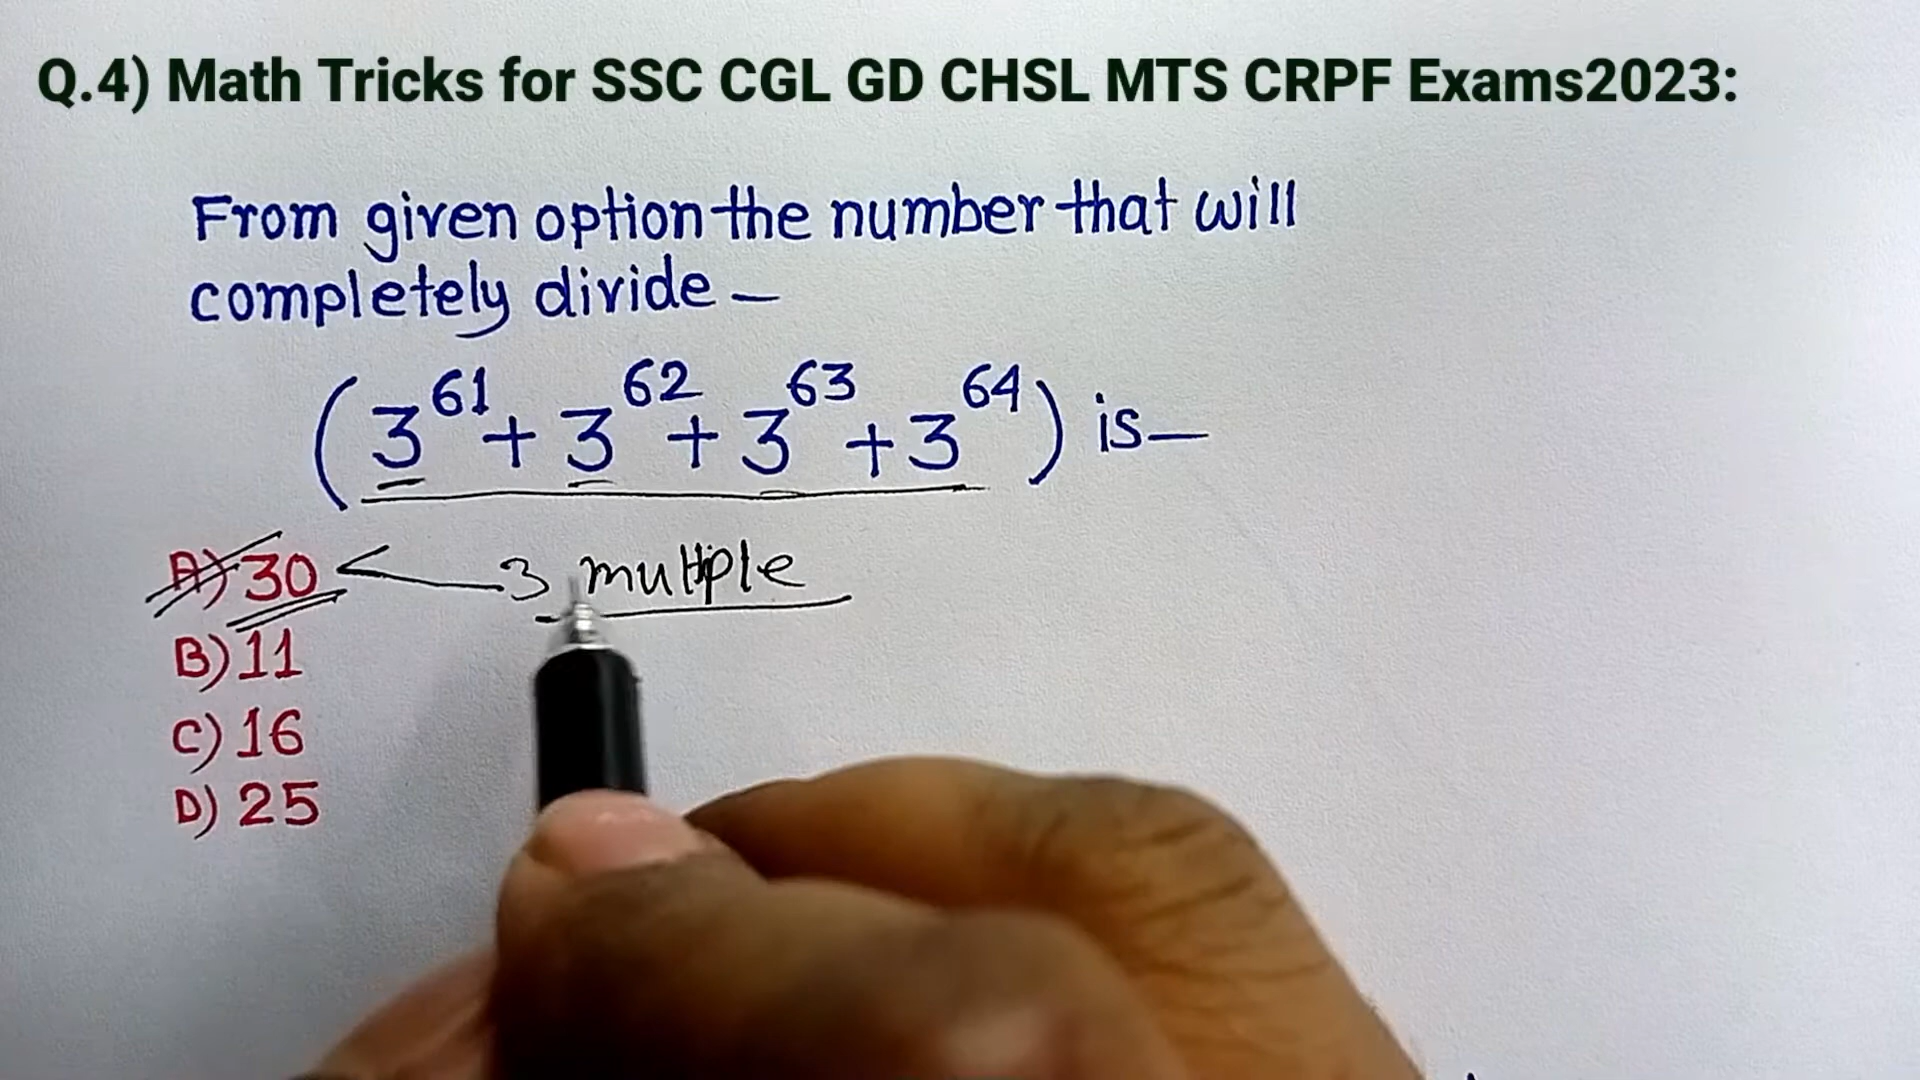 Q.4) Math Tricks for SSC CGL GD CHSL MTS CRPF Exams2023:
From given option the number that will
completely divide –
(3^61 + 3^62 + 3^63 + 3^64) is –
A) 30 3 multiple
B) 11
C) 16
D) 25